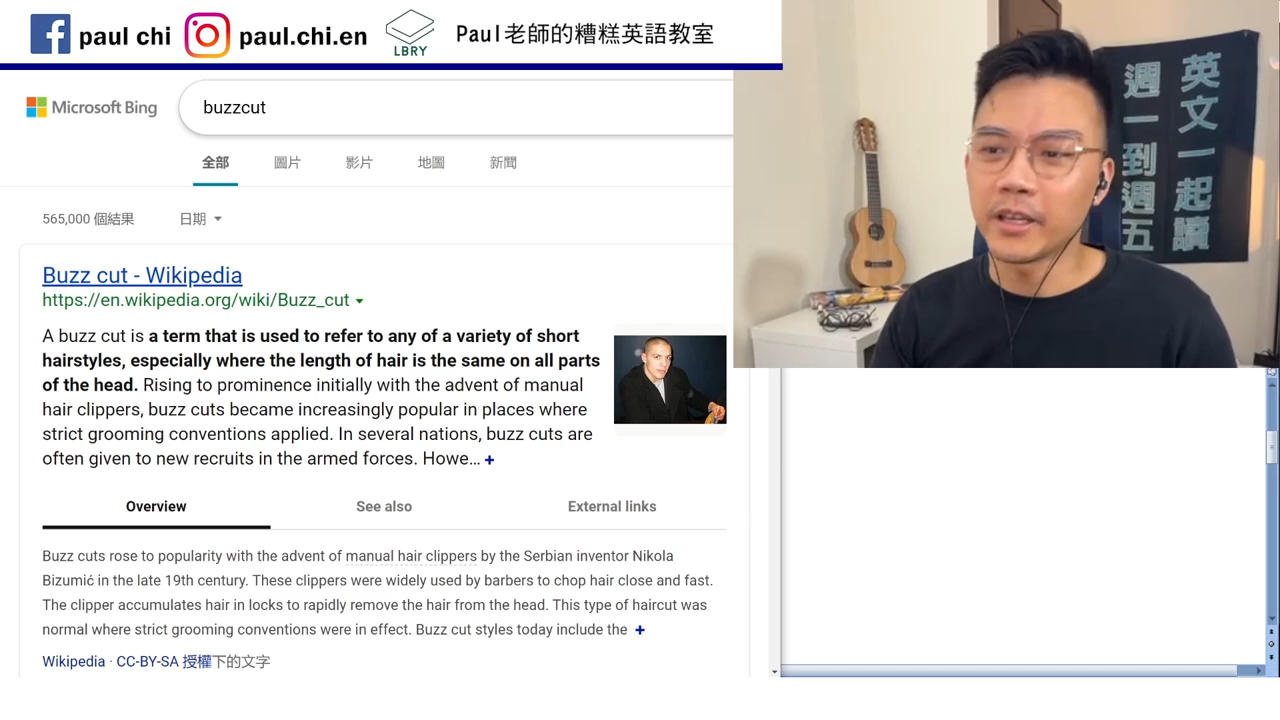 paul chi
paul.chi.en
LBRY
Paul老師的糟糕英語教室
Microsoft Bing
buzzcut
全部
圖片
影片
地圖
新聞
565,000 個結果
日期
Buzz cut - Wikipedia
https://en.wikipedia.org/wiki/Buzz_cut
A buzz cut is a term that is used to refer to any of a variety of short
hairstyles, especially where the length of hair is the same on all parts
of the head. Rising to prominence initially with the advent of manual
hair clippers, buzz cuts became increasingly popular in places where
strict grooming conventions applied. In several nations, buzz cuts are
often given to new recruits in the armed forces. Howe... +
Overview
See also
External links
Buzz cuts rose to popularity with the advent of manual hair clippers by the Serbian inventor Nikola
Bizumić in the late 19th century. These clippers were widely used by barbers to chop hair close and fast.
The clipper accumulates hair in locks to rapidly remove the hair from the head. This type of haircut was
normal where strict grooming conventions were in effect. Buzz cut styles today include the +
Wikipedia · CC-BY-SA 授權下的文字
英文一起讀
週一到週五